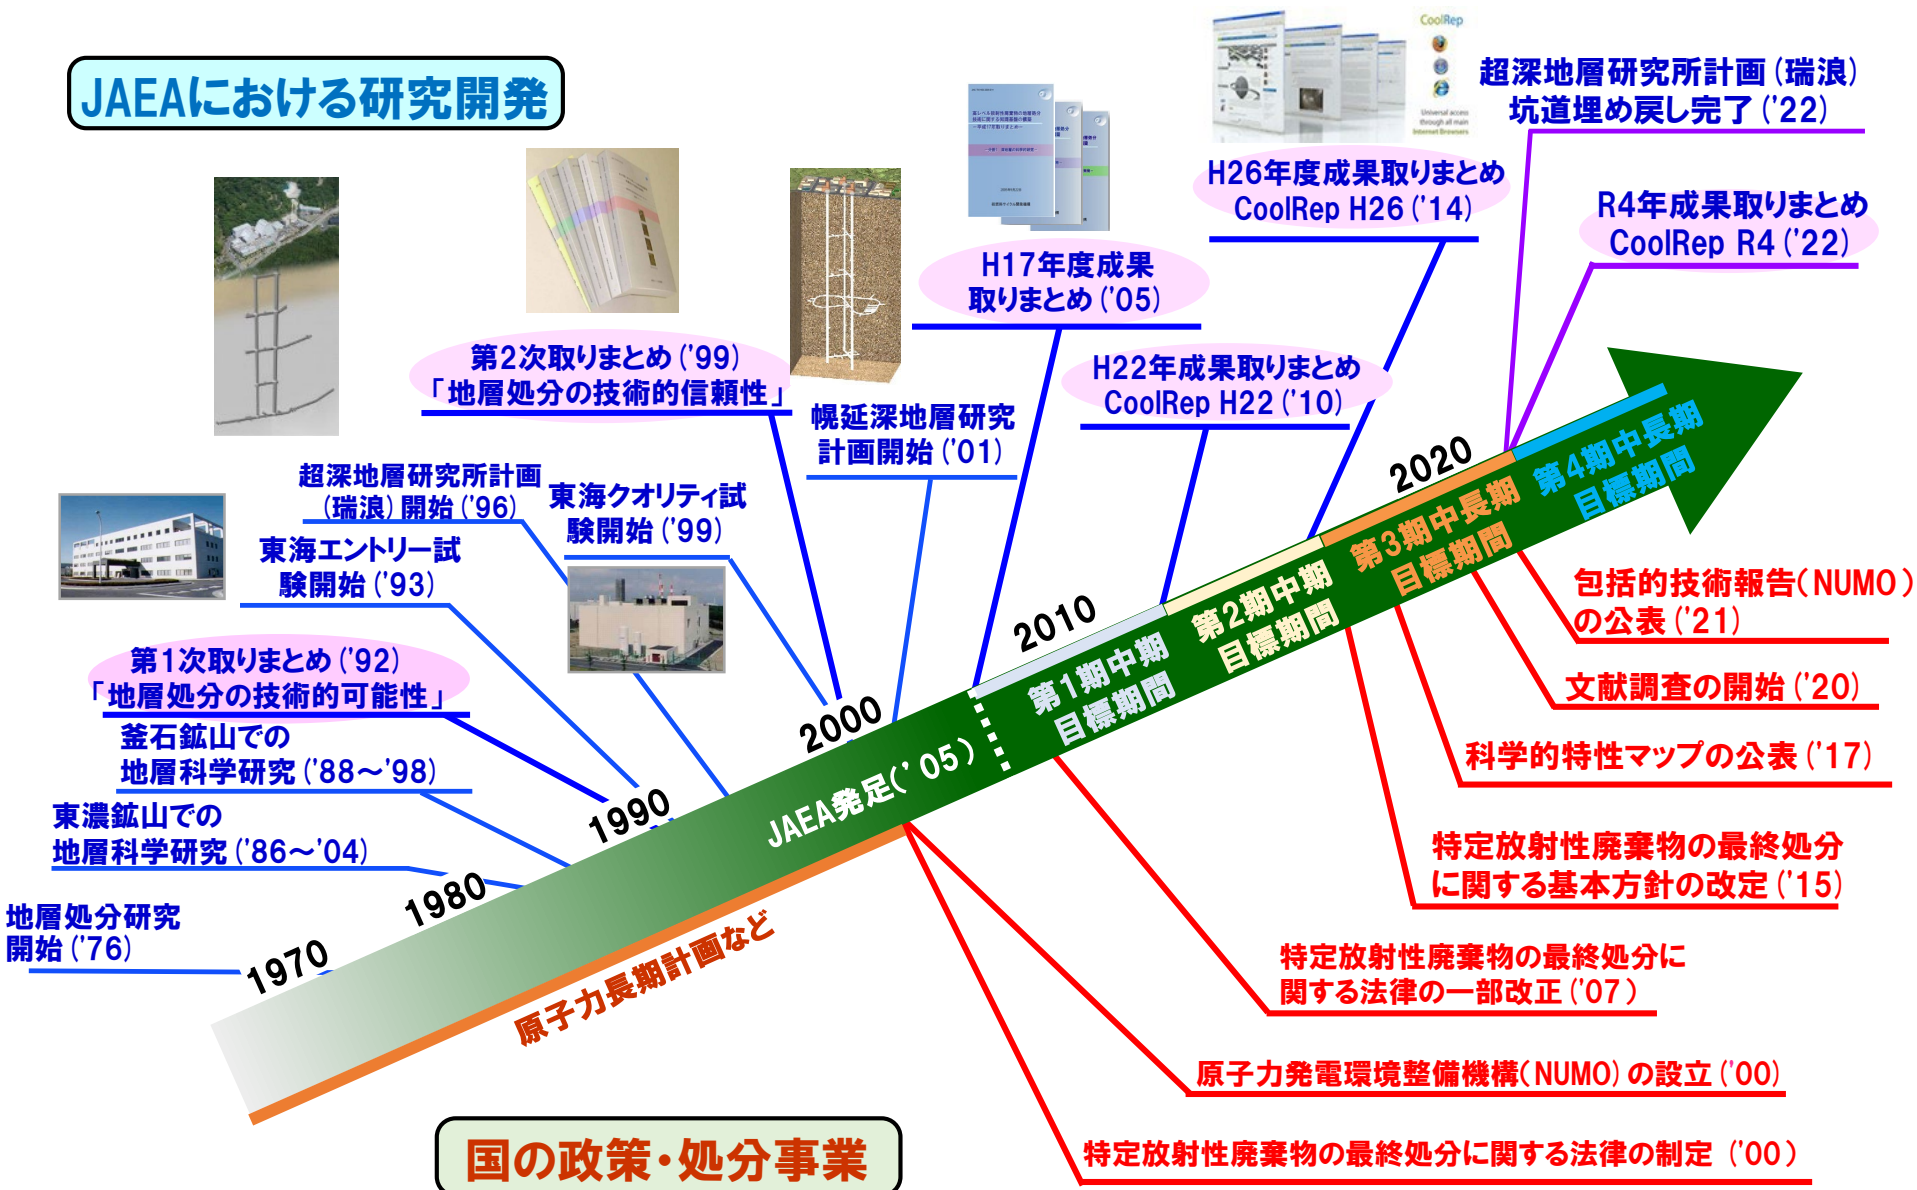 JAEAにおける研究開発
CoolRep
Universal access
through all main
Internet Browsers
超深地層研究所計画(瑞浪)
坑道埋め戻し完了('22)
H26年度成果取りまとめ
CoolRep H26('14)
R4年成果取りまとめ
CoolRep R4('22)
H17年度成果
取りまとめ('05)
第2次取りまとめ('99)
「地層処分の技術的信頼性」
H22年成果取りまとめ
CoolRep H22('10)
幌延深地層研究
計画開始('01)
超深地層研究所計画
(瑞浪)開始('96)
東海クオリティ試
験開始('99)
東海エントリー試
験開始('93)
第1次取りまとめ('92)
「地層処分の技術的可能性」
釜石鉱山での
地層科学研究('88～'98)
東濃鉱山での
地層科学研究('86～'04)
地層処分研究
開始('76)
1970
1980
1990
2000
2010
2020
JAEA発足('05)
第1期中期
目標期間
第2期中期
目標期間
第3期中長期
目標期間
第4期中長期
目標期間
原子力長期計画など
包括的技術報告(NUMO)
の公表('21)
文献調査の開始('20)
科学的特性マップの公表('17)
特定放射性廃棄物の最終処分
に関する基本方針の改定('15)
特定放射性廃棄物の最終処分に
関する法律の一部改正('07)
原子力発電環境整備機構(NUMO)の設立('00)
特定放射性廃棄物の最終処分に関する法律の制定('00)
国の政策・処分事業